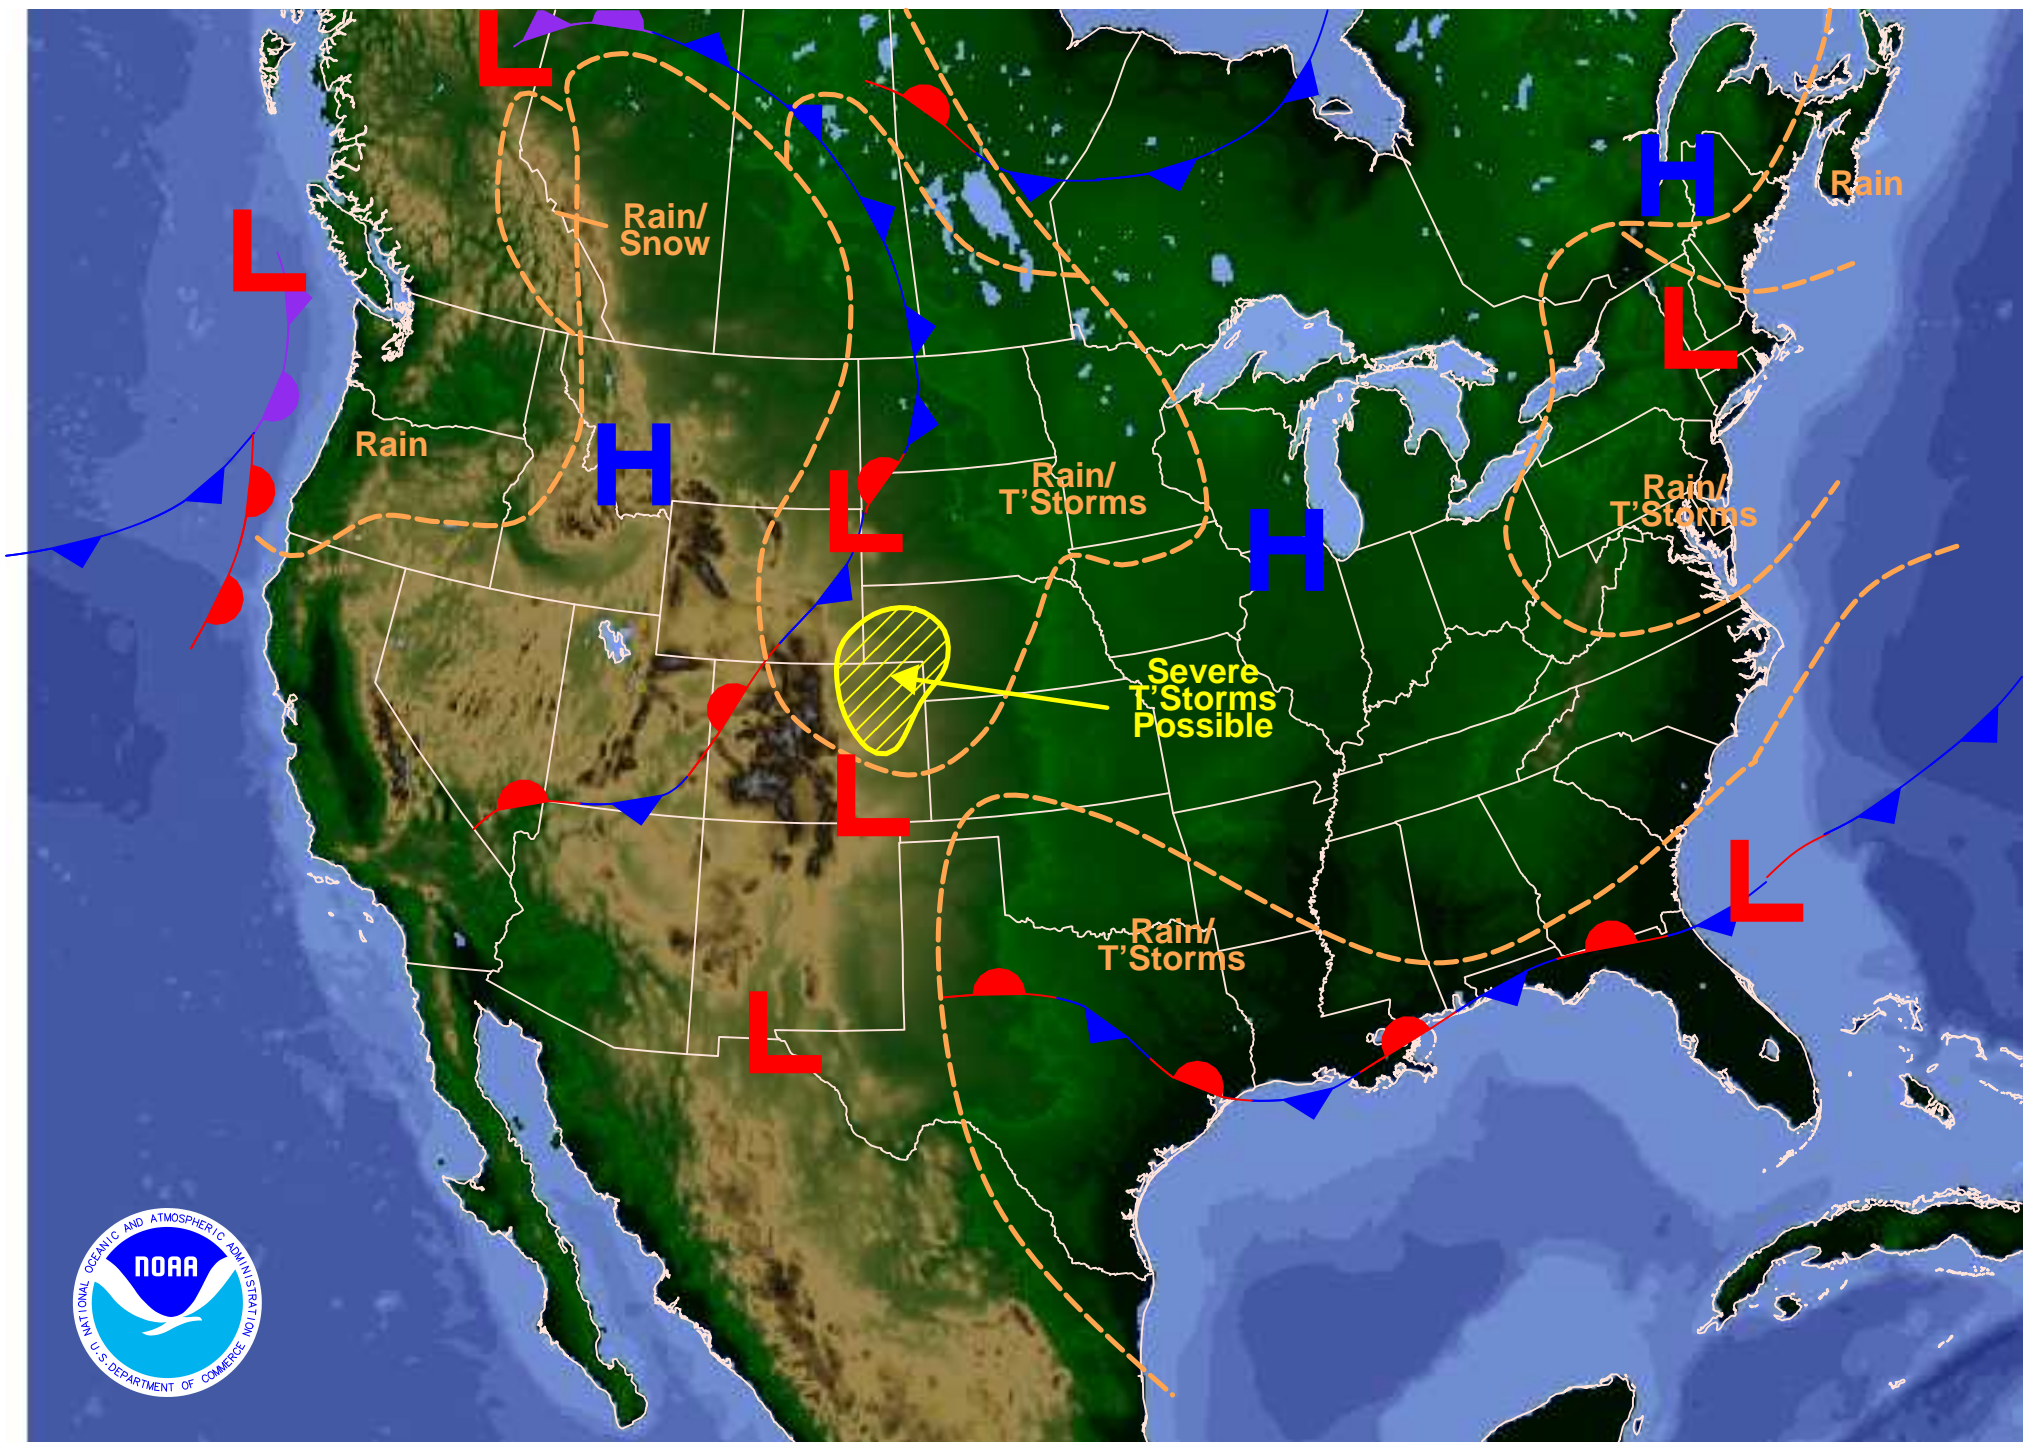 L
L
H
Rain
Rain/
Snow
L
Rain
H
L
Rain/
T'Storms
Rain/
T'Storms
L
H
Severe
T'Storms
Possible
L
L
Rain/
T'Storms
L
NATIONAL OCEANIC AND ATMOSPHERIC ADMINISTRATION
NOAA
U.S. DEPARTMENT OF COMMERCE